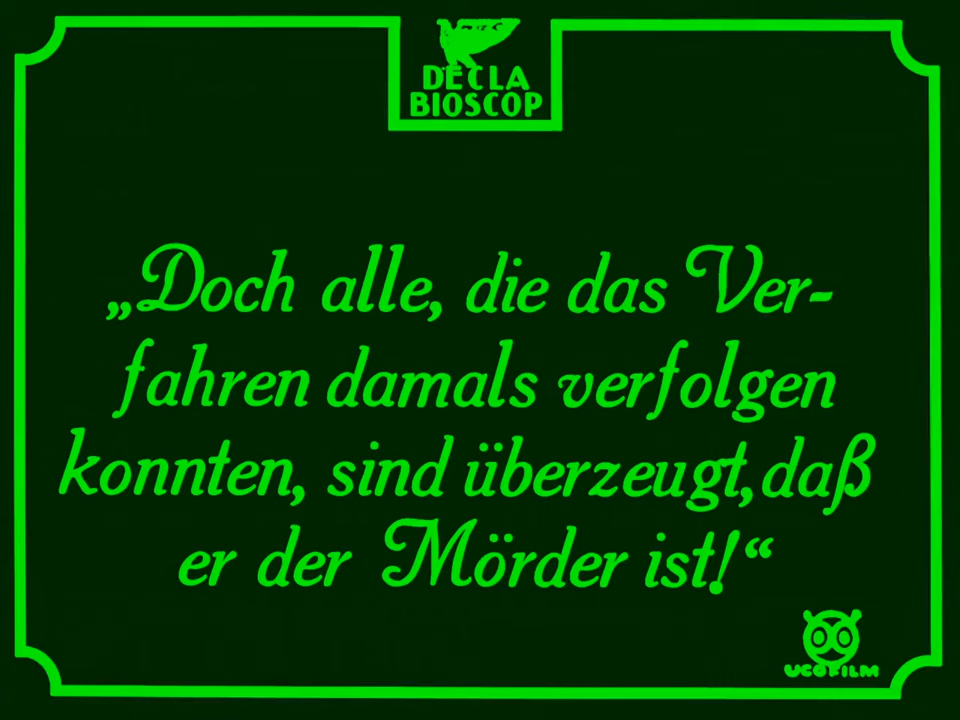 DECLA
BIOSCOP
„Doch alle, die das Ver-
fahren damals verfolgen
konnten, sind überzeugt, daß
er der Mörder ist!“
UCOFILM